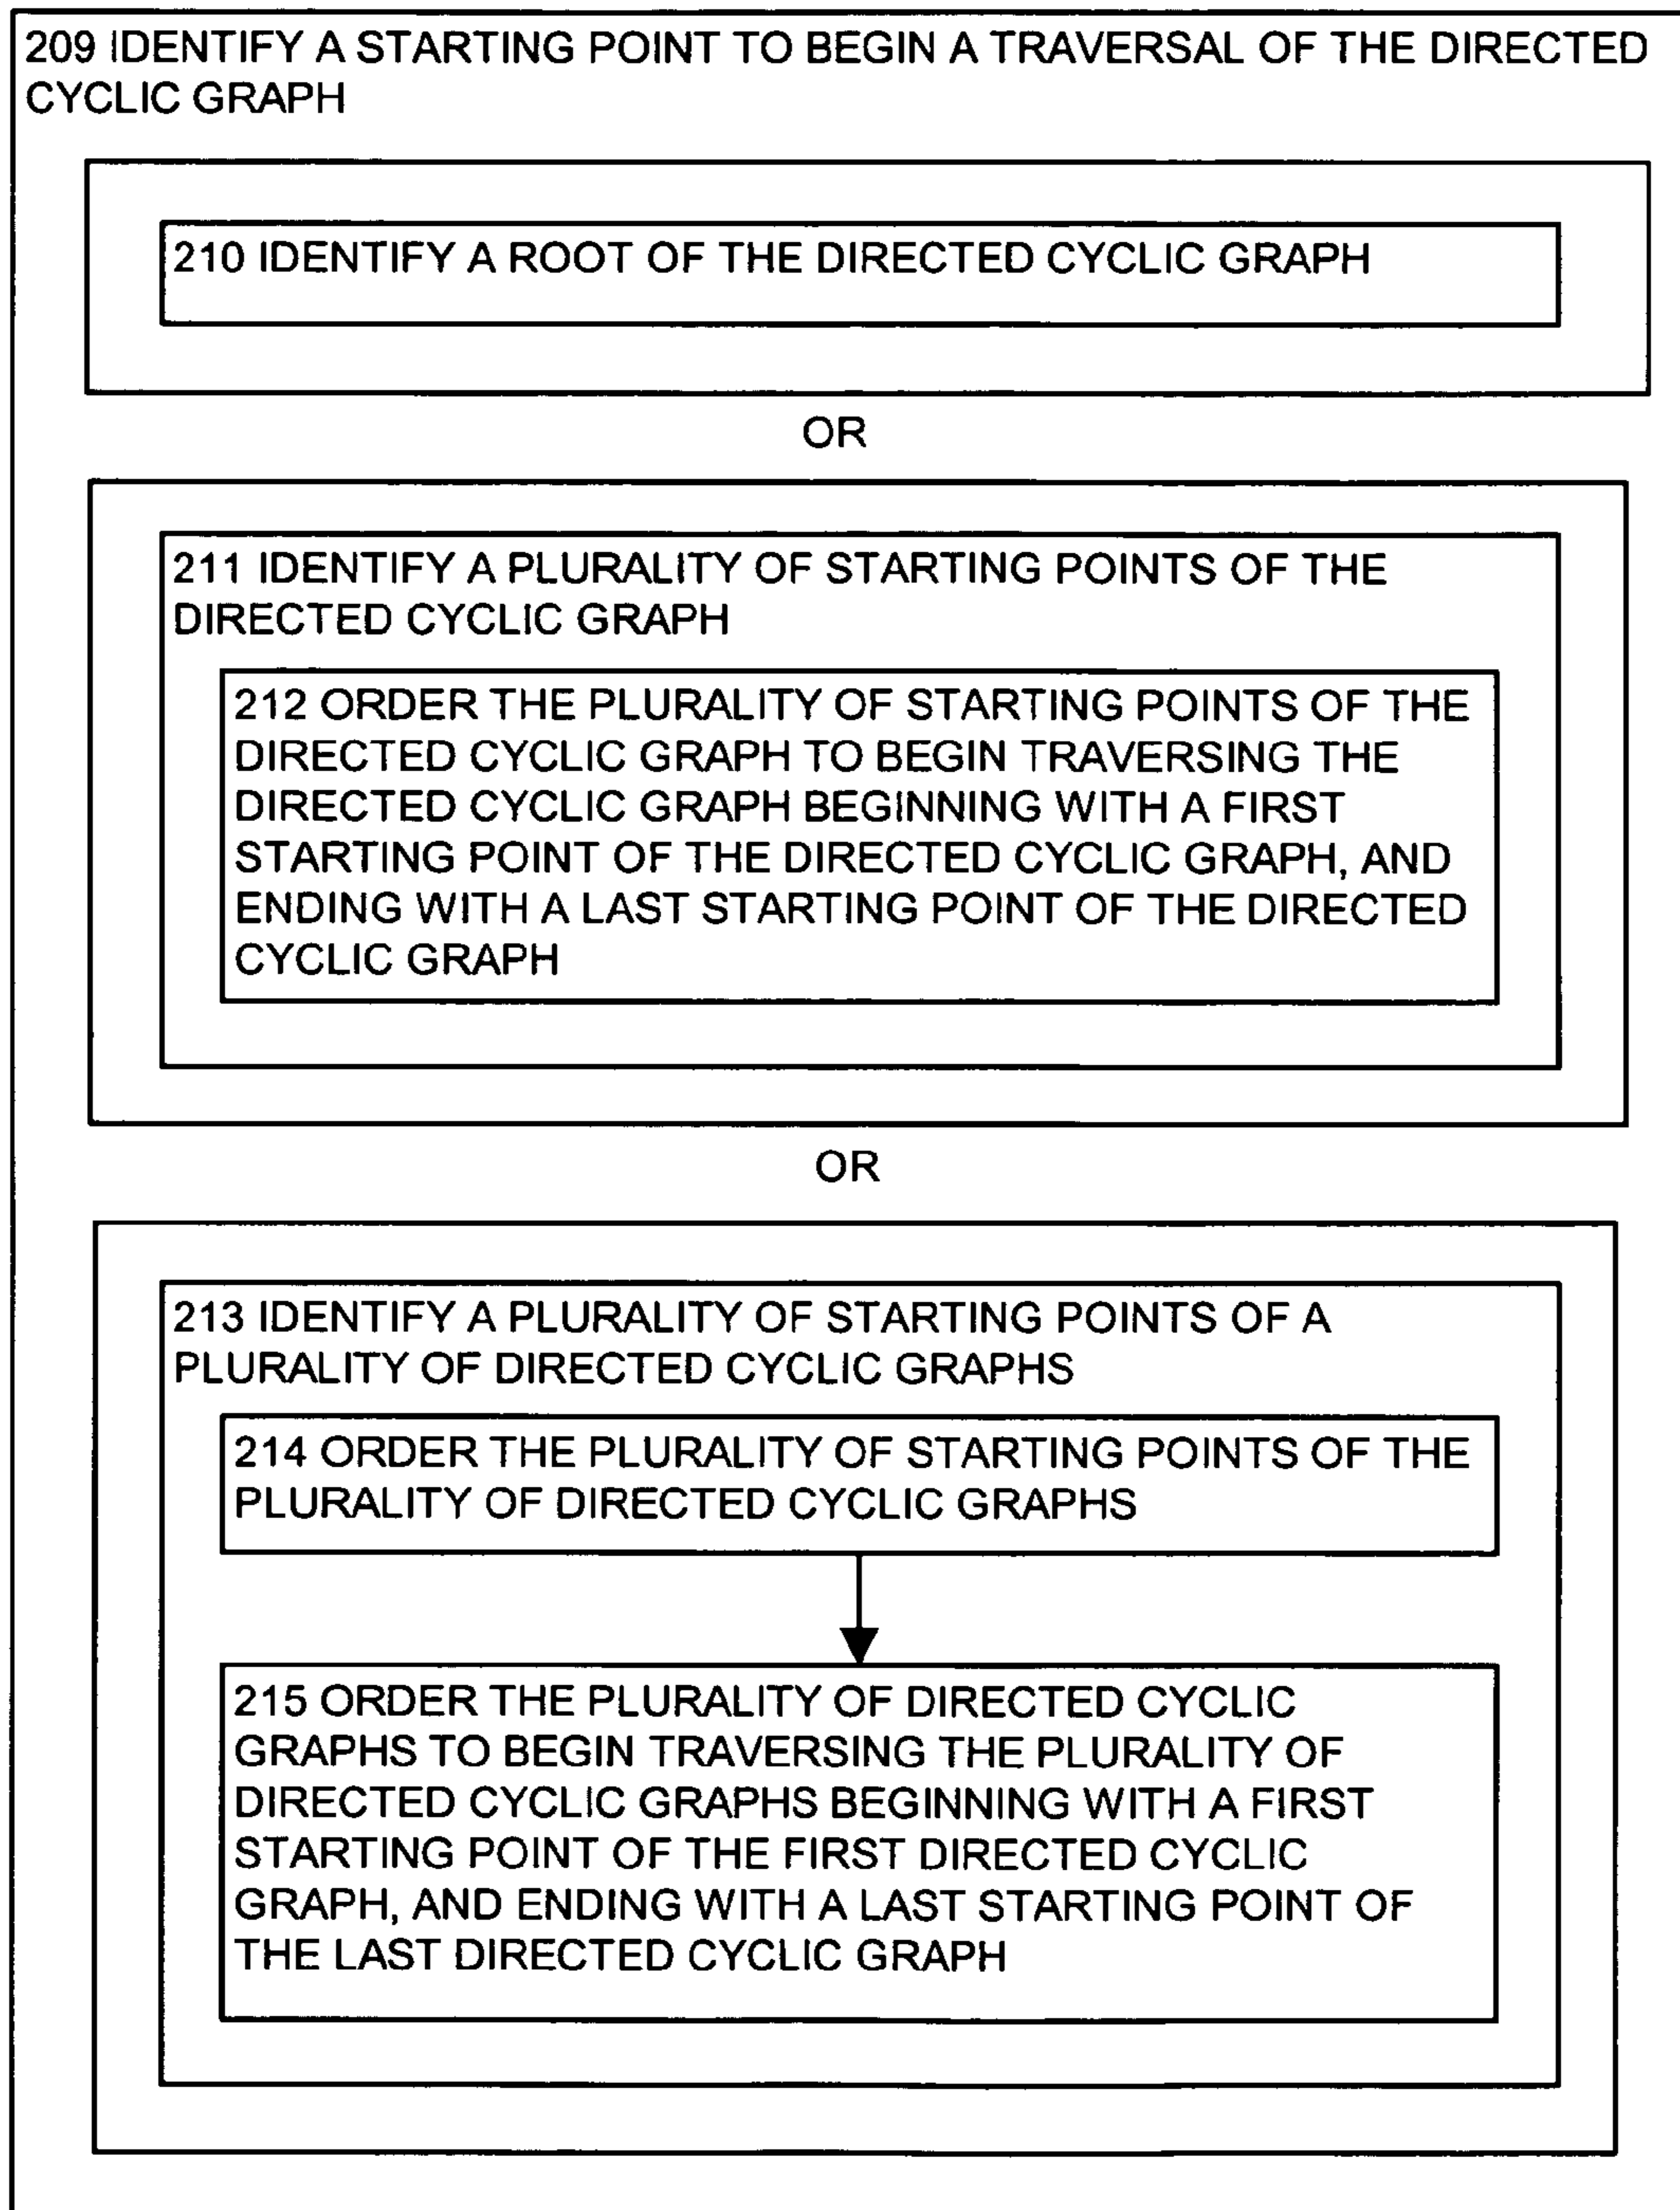 209 IDENTIFY A STARTING POINT TO BEGIN A TRAVERSAL OF THE DIRECTED
CYCLIC GRAPH
210 IDENTIFY A ROOT OF THE DIRECTED CYCLIC GRAPH
OR
211 IDENTIFY A PLURALITY OF STARTING POINTS OF THE
DIRECTED CYCLIC GRAPH
212 ORDER THE PLURALITY OF STARTING POINTS OF THE
DIRECTED CYCLIC GRAPH TO BEGIN TRAVERSING THE
DIRECTED CYCLIC GRAPH BEGINNING WITH A FIRST
STARTING POINT OF THE DIRECTED CYCLIC GRAPH, AND
ENDING WITH A LAST STARTING POINT OF THE DIRECTED
CYCLIC GRAPH
OR
213 IDENTIFY A PLURALITY OF STARTING POINTS OF A
PLURALITY OF DIRECTED CYCLIC GRAPHS
214 ORDER THE PLURALITY OF STARTING POINTS OF THE
PLURALITY OF DIRECTED CYCLIC GRAPHS
215 ORDER THE PLURALITY OF DIRECTED CYCLIC
GRAPHS TO BEGIN TRAVERSING THE PLURALITY OF
DIRECTED CYCLIC GRAPHS BEGINNING WITH A FIRST
STARTING POINT OF THE FIRST DIRECTED CYCLIC
GRAPH, AND ENDING WITH A LAST STARTING POINT OF
THE LAST DIRECTED CYCLIC GRAPH